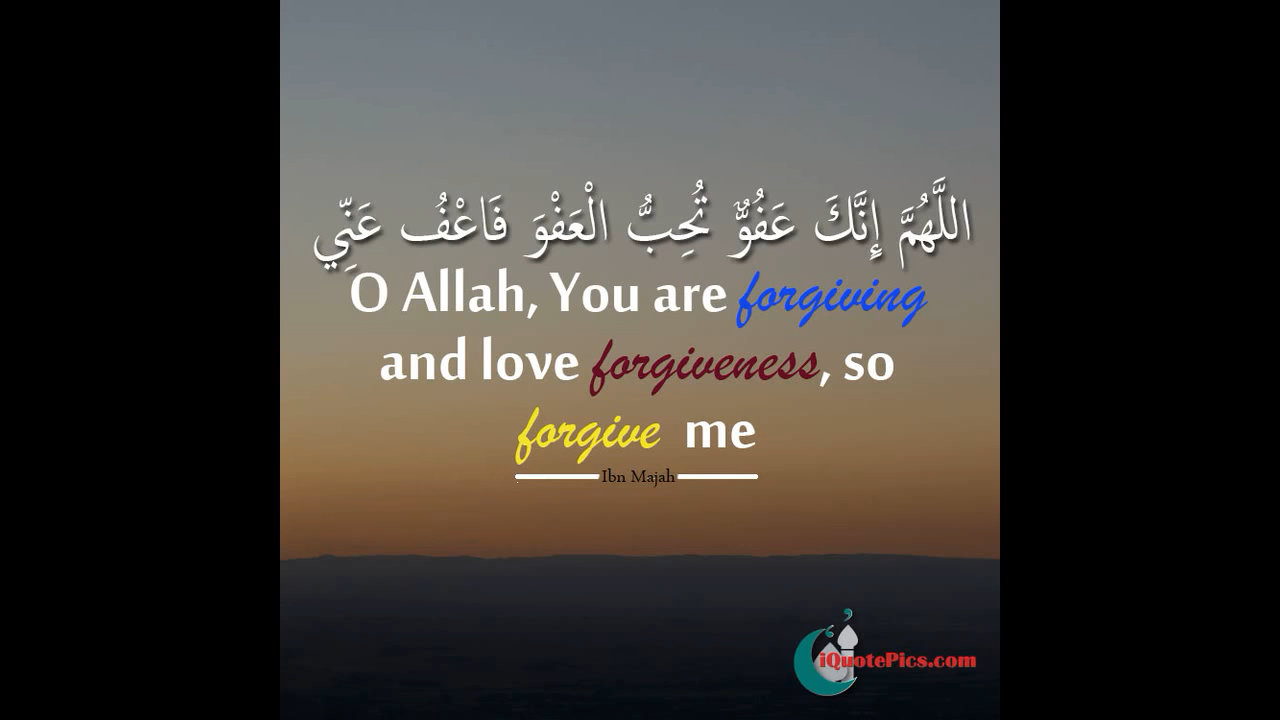 اللَّهُمَّ إِنَّكَ عَفُوٌّ تُحِبُّ الْعَفْوَ فَاعْفُ عَنِّي
O Allah, You are forgiving
and love forgiveness, so
forgive me
Ibn Majah
iQuotePics.com